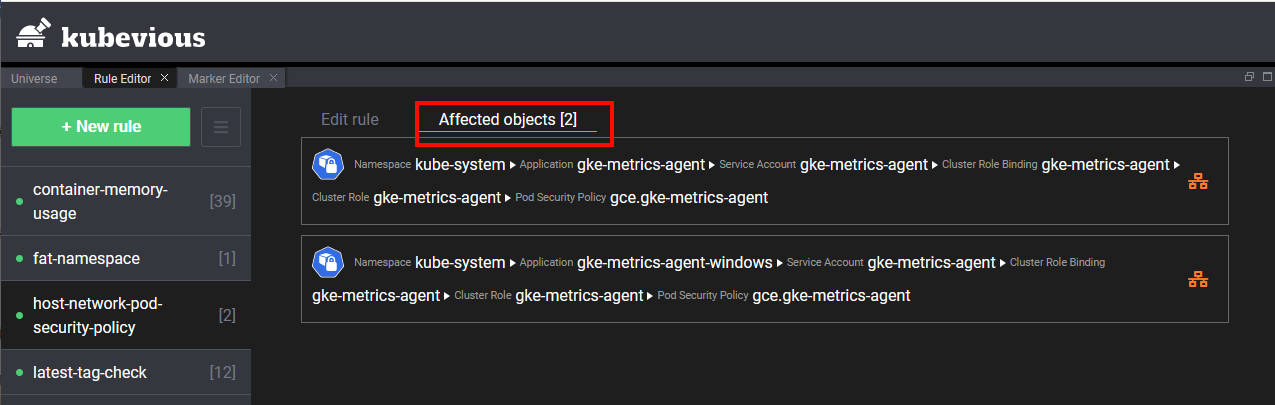 kubevious
Universe
Rule Editor
Marker Editor
+ New rule
container-memory-
usage
[39]
fat-namespace
[1]
host-network-pod-
security-policy
[2]
latest-tag-check
[12]
Edit rule
Affected objects [2]
Namespace kube-system Application gke-metrics-agent Service Account gke-metrics-agent Cluster Role Binding gke-metrics-agent
Cluster Role gke-metrics-agent Pod Security Policy gce.gke-metrics-agent
Namespace kube-system Application gke-metrics-agent-windows Service Account gke-metrics-agent Cluster Role Binding
gke-metrics-agent Cluster Role gke-metrics-agent Pod Security Policy gce.gke-metrics-agent